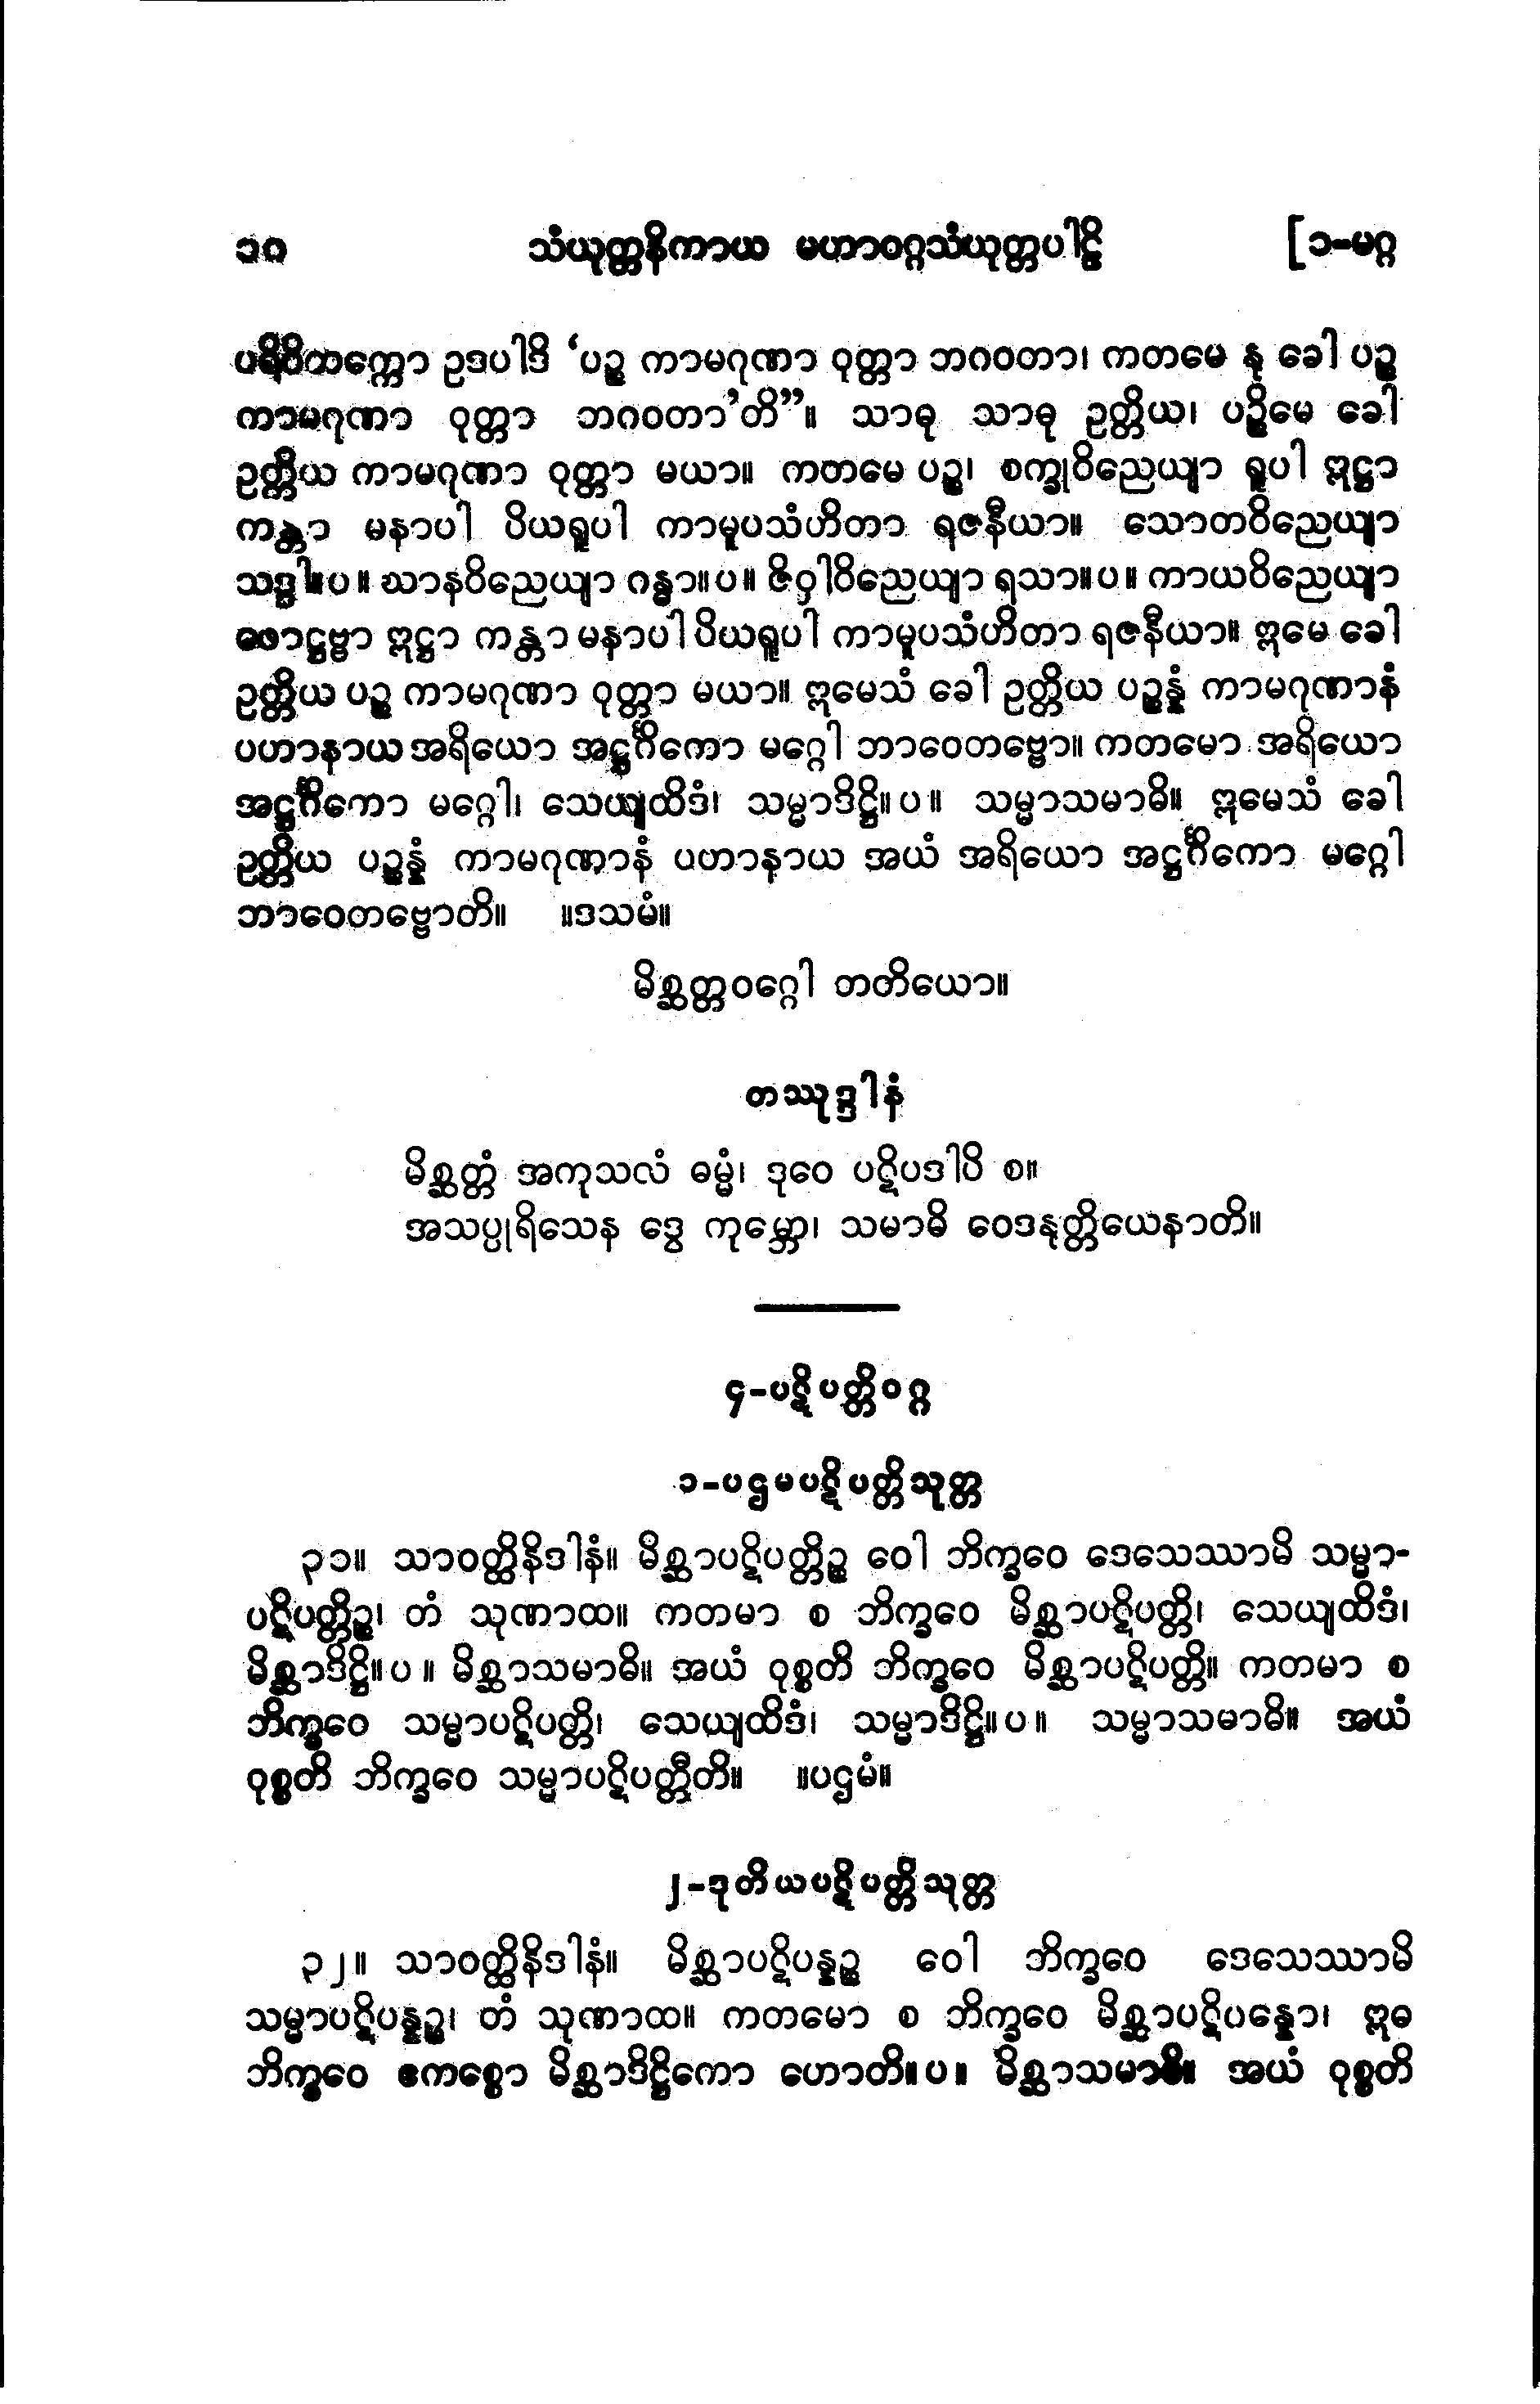 ၁၀ သံယုတ္တနိကာယ မဟာဝဂ္ဂသံယုတ္တပါဠိ [၁-မဂ္ဂ
ပရိဝိတက္ကော ဥဒပါဒိ ‘ပဉ္စ ကာမဂုဏာ ဝုတ္တာ ဘဂဝတာ၊ ကတမေ နု ခေါ ပဉ္စ
ကာမဂုဏာ ဝုတ္တာ ဘဂဝတာ’တိ”။ သာဓု သာဓု ဥတ္တိယ၊ ပဉ္စိမေ ခေါ
ဥတ္တိယ ကာမဂုဏာ ဝုတ္တာ မယာ။ ကတမေ ပဉ္စ၊ စက္ခုဝိညေယျာ ရူပါ ဣဋ္ဌာ
ကန္တာ မနာပါ ပိယရူပါ ကာမူပသံဟိတာ ရဇနီယာ။ သောတဝိညေယျာ
သဒ္ဒါ။ပ။ ဃာနဝိညေယျာ ဂန္ဓာ။ပ။ ဇိဝှါဝိညေယျာ ရသာ။ပ။ ကာယဝိညေယျာ
ဖောဋ္ဌဗ္ဗာ ဣဋ္ဌာ ကန္တာ မနာပါ ပိယရူပါ ကာမူပသံဟိတာ ရဇနီယာ။ ဣမေ ခေါ
ဥတ္တိယ ပဉ္စ ကာမဂုဏာ ဝုတ္တာ မယာ။ ဣမေသံ ခေါ ဥတ္တိယ ပဉ္စန္နံ ကာမဂုဏာနံ
ပဟာနာယ အရိယော အဋ္ဌင်္ဂိကော မဂ္ဂေါ ဘာဝေတဗ္ဗော။ ကတမော အရိယော
အဋ္ဌင်္ဂိကော မဂ္ဂေါ၊ သေယျထိဒံ၊ သမ္မာဒိဋ္ဌိ။ပ။ သမ္မာသမာဓိ။ ဣမေသံ ခေါ
ဥတ္တိယ ပဉ္စန္နံ ကာမဂုဏာနံ ပဟာနာယ အယံ အရိယော အဋ္ဌင်္ဂိကော မဂ္ဂေါ
ဘာဝေတဗ္ဗောတိ။ ။ဒသမံ။
မိစ္ဆတ္တဝဂ္ဂေါ တတိယော။
တဿုဒ္ဒါနံ
မိစ္ဆတ္တံ အကုသလံ ဓမ္မံ၊ ဒုဝေ ပဋိပဒါပိ စ။
အသပ္ပုရိသေန ဒွေ ကုမ္ဘော၊ သမာဓိ ဝေဒနုတ္တိယေနာတိ။
၄-ပဋိပတ္တိဝဂ္ဂ
၁-ပဌမပဋိပတ္တိသုတ္တ
၃၁။ သာဝတ္ထိနိဒါနံ။ မိစ္ဆာပဋိပတ္တိဉ္စ ဝေါ ဘိက္ခဝေ ဒေသေဿာမိ သမ္မာ-
ပဋိပတ္တိဉ္စ၊ တံ သုဏာထ။ ကတမာ စ ဘိက္ခဝေ မိစ္ဆာပဋိပတ္တိ၊ သေယျထိဒံ၊
မိစ္ဆာဒိဋ္ဌိ။ပ။ မိစ္ဆာသမာဓိ။ အယံ ဝုစ္စတိ ဘိက္ခဝေ မိစ္ဆာပဋိပတ္တိ။ ကတမာ စ
ဘိက္ခဝေ သမ္မာပဋိပတ္တိ၊ သေယျထိဒံ၊ သမ္မာဒိဋ္ဌိ။ပ။ သမ္မာသမာဓိ။ အယံ
ဝုစ္စတိ ဘိက္ခဝေ သမ္မာပဋိပတ္တီတိ။ ။ပဌမံ။
၂-ဒုတိယပဋိပတ္တိသုတ္တ
၃၂။ သာဝတ္ထိနိဒါနံ။ မိစ္ဆာပဋိပန္နဉ္စ ဝေါ ဘိက္ခဝေ ဒေသေဿာမိ
သမ္မာပဋိပန္နဉ္စ၊ တံ သုဏာထ။ ကတမော စ ဘိက္ခဝေ မိစ္ဆာပဋိပန္နော၊ ဣဓ
ဘိက္ခဝေ ဧကစ္စော မိစ္ဆာဒိဋ္ဌိကော ဟောတိ။ပ။ မိစ္ဆာသမာဓိ။ အယံ ဝုစ္စတိ